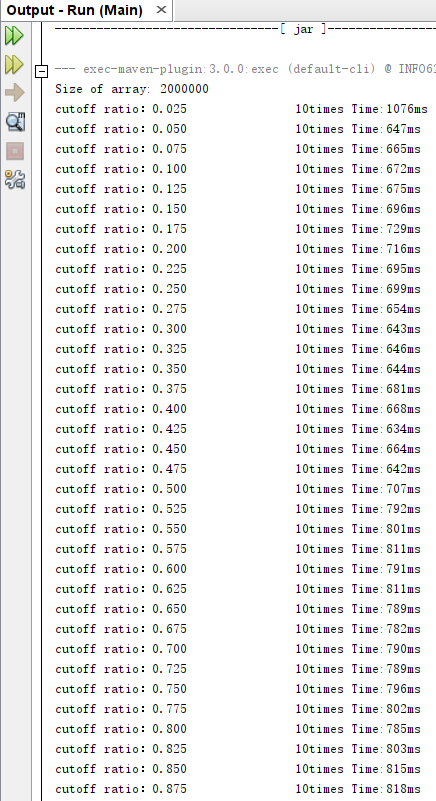 Output - Run (Main) ×
--------------------------------[ jar ]----------------
--- exec-maven-plugin:3.0.0:exec (default-cli) @ INFO62
Size of array: 2000000
cutoff ratio: 0.025 10times Time:1076ms
cutoff ratio: 0.050 10times Time:647ms
cutoff ratio: 0.075 10times Time:665ms
cutoff ratio: 0.100 10times Time:672ms
cutoff ratio: 0.125 10times Time:675ms
cutoff ratio: 0.150 10times Time:696ms
cutoff ratio: 0.175 10times Time:729ms
cutoff ratio: 0.200 10times Time:716ms
cutoff ratio: 0.225 10times Time:695ms
cutoff ratio: 0.250 10times Time:699ms
cutoff ratio: 0.275 10times Time:654ms
cutoff ratio: 0.300 10times Time:643ms
cutoff ratio: 0.325 10times Time:646ms
cutoff ratio: 0.350 10times Time:644ms
cutoff ratio: 0.375 10times Time:681ms
cutoff ratio: 0.400 10times Time:668ms
cutoff ratio: 0.425 10times Time:634ms
cutoff ratio: 0.450 10times Time:664ms
cutoff ratio: 0.475 10times Time:642ms
cutoff ratio: 0.500 10times Time:707ms
cutoff ratio: 0.525 10times Time:792ms
cutoff ratio: 0.550 10times Time:801ms
cutoff ratio: 0.575 10times Time:811ms
cutoff ratio: 0.600 10times Time:791ms
cutoff ratio: 0.625 10times Time:811ms
cutoff ratio: 0.650 10times Time:789ms
cutoff ratio: 0.675 10times Time:782ms
cutoff ratio: 0.700 10times Time:790ms
cutoff ratio: 0.725 10times Time:789ms
cutoff ratio: 0.750 10times Time:796ms
cutoff ratio: 0.775 10times Time:802ms
cutoff ratio: 0.800 10times Time:785ms
cutoff ratio: 0.825 10times Time:803ms
cutoff ratio: 0.850 10times Time:815ms
cutoff ratio: 0.875 10times Time:818ms